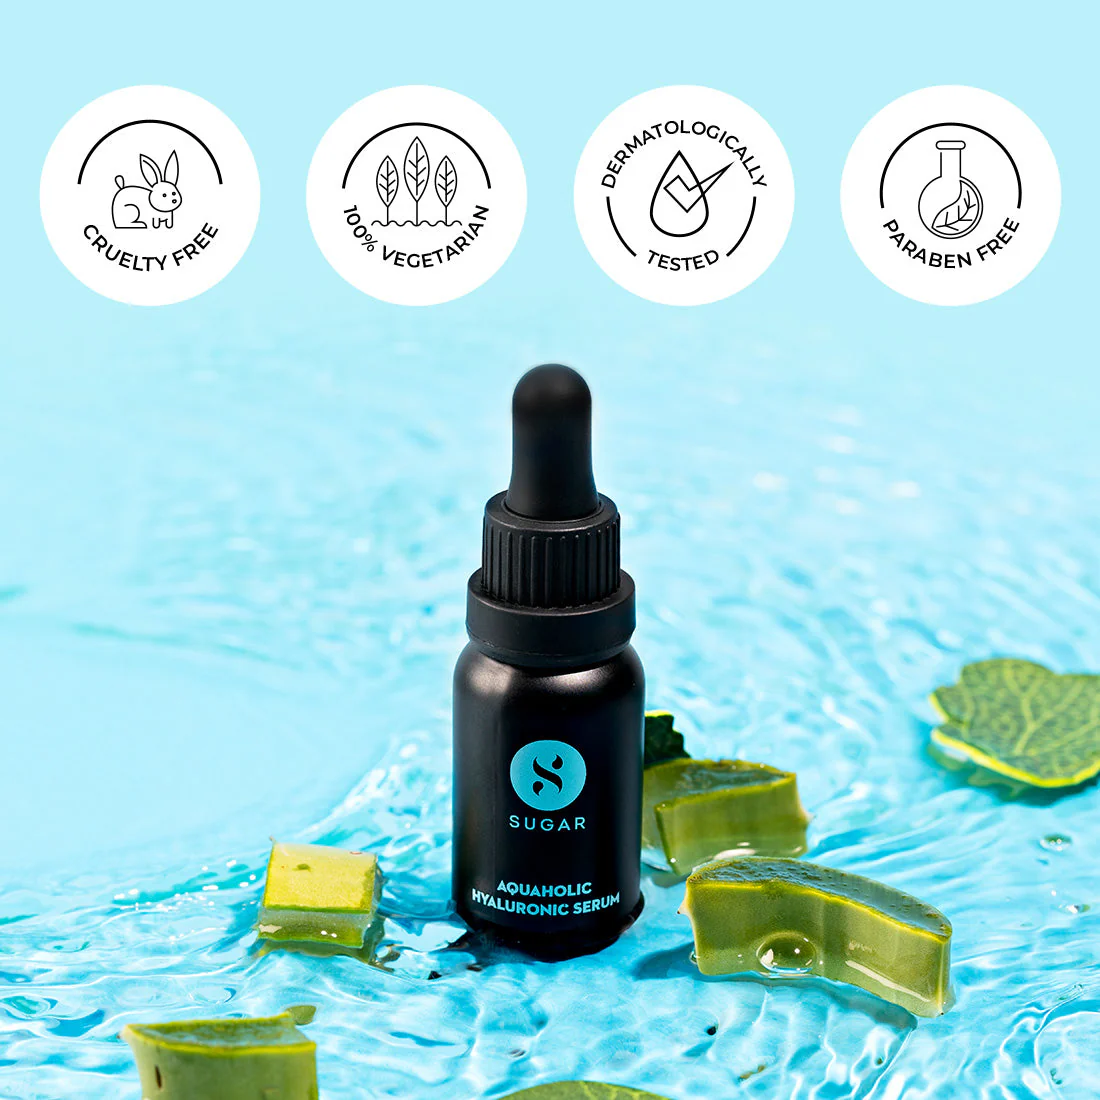 CRUELTY FREE
100% VEGETARIAN
DERMATOLOGICALLY
TESTED
PARABEN FREE
SUGAR
AQUAHOLIC
HYALURONIC SERUM